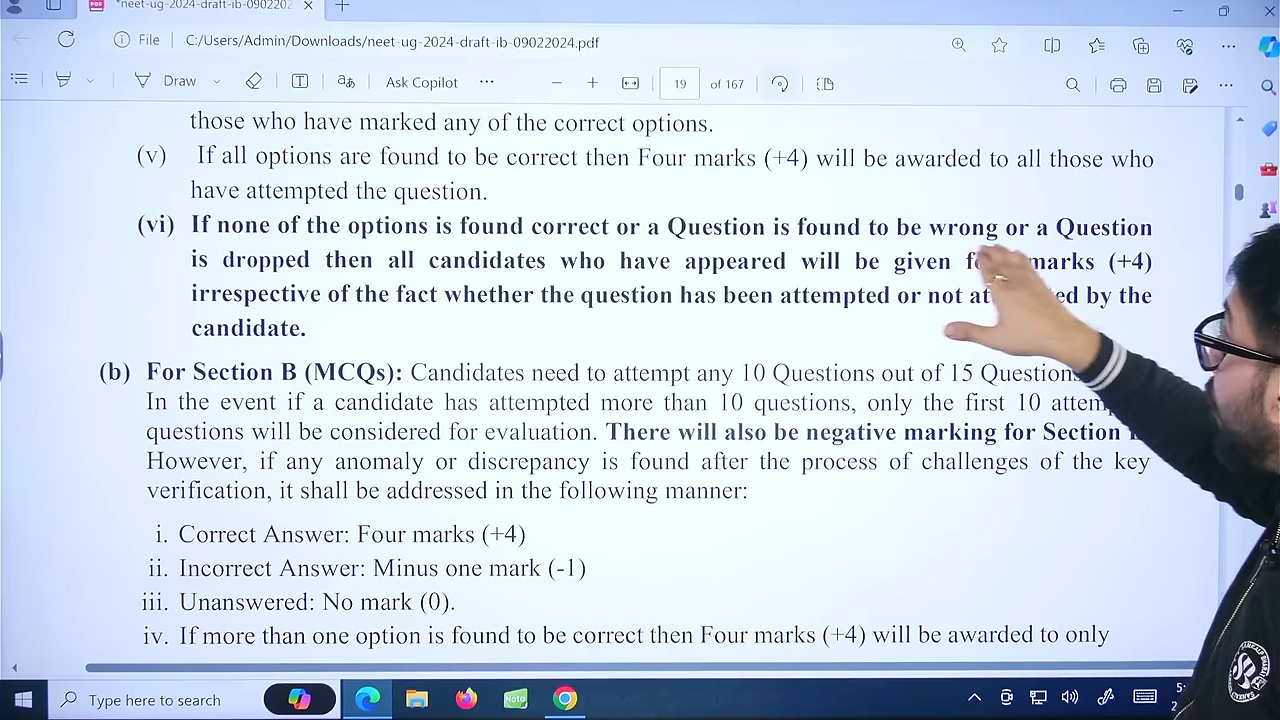 *neet-ug-2024-draft-ib-090220
File C:/Users/Admin/Downloads/neet-ug-2024-draft-ib-09022024.pdf
Draw Ask Copilot 19 of 167
those who have marked any of the correct options.
(v) If all options are found to be correct then Four marks (+4) will be awarded to all those who
have attempted the question.
(vi) If none of the options is found correct or a Question is found to be wrong or a Question
is dropped then all candidates who have appeared will be given marks (+4)
irrespective of the fact whether the question has been attempted or not by the
candidate.
(b) For Section B (MCQs): Candidates need to attempt any 10 Questions out of 15 Question
In the event if a candidate has attempted more than 10 questions, only the first 10
questions will be considered for evaluation. There will also be negative marking for Section
However, if any anomaly or discrepancy is found after the process of challenges of the key
verification, it shall be addressed in the following manner:
i. Correct Answer: Four marks (+4)
ii. Incorrect Answer: Minus one mark (-1)
iii. Unanswered: No mark (0).
iv. If more than one option is found to be correct then Four marks (+4) will be awarded to only
Type here to search